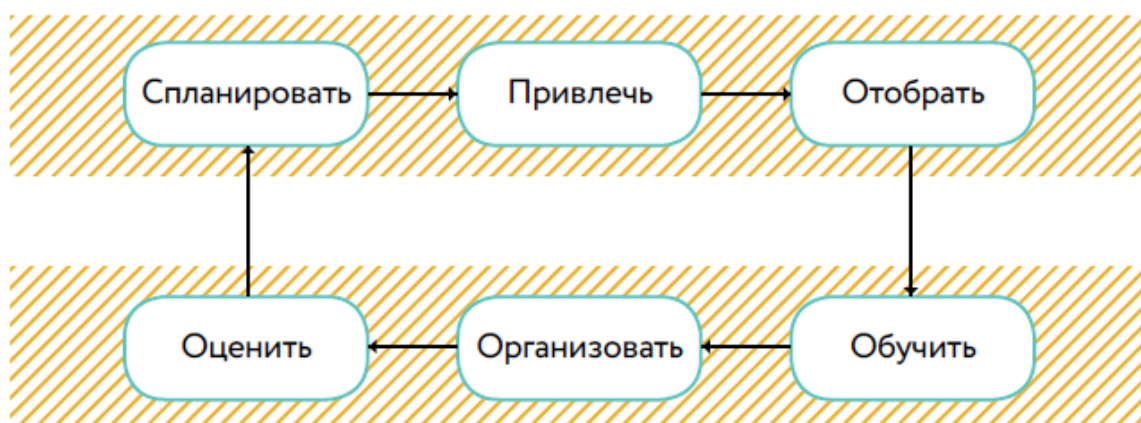 Спланировать
Привлечь
Отобрать
Оценить
Организовать
Обучить